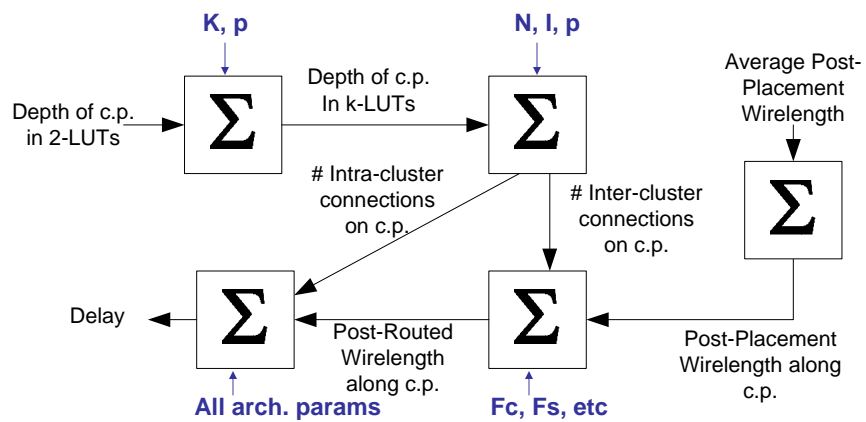 K, p
N, I, p
Depth of c.p.
in 2-LUTs
Σ
Depth of c.p.
In k-LUTs
Σ
Average Post-
Placement
Wirelength
Σ
# Intra-cluster
connections
on c.p.
# Inter-cluster
connections
on c.p.
Delay
Σ
Post-Routed
Wirelength
along c.p.
Σ
Post-Placement
Wirelength along
c.p.
All arch. params
Fc, Fs, etc